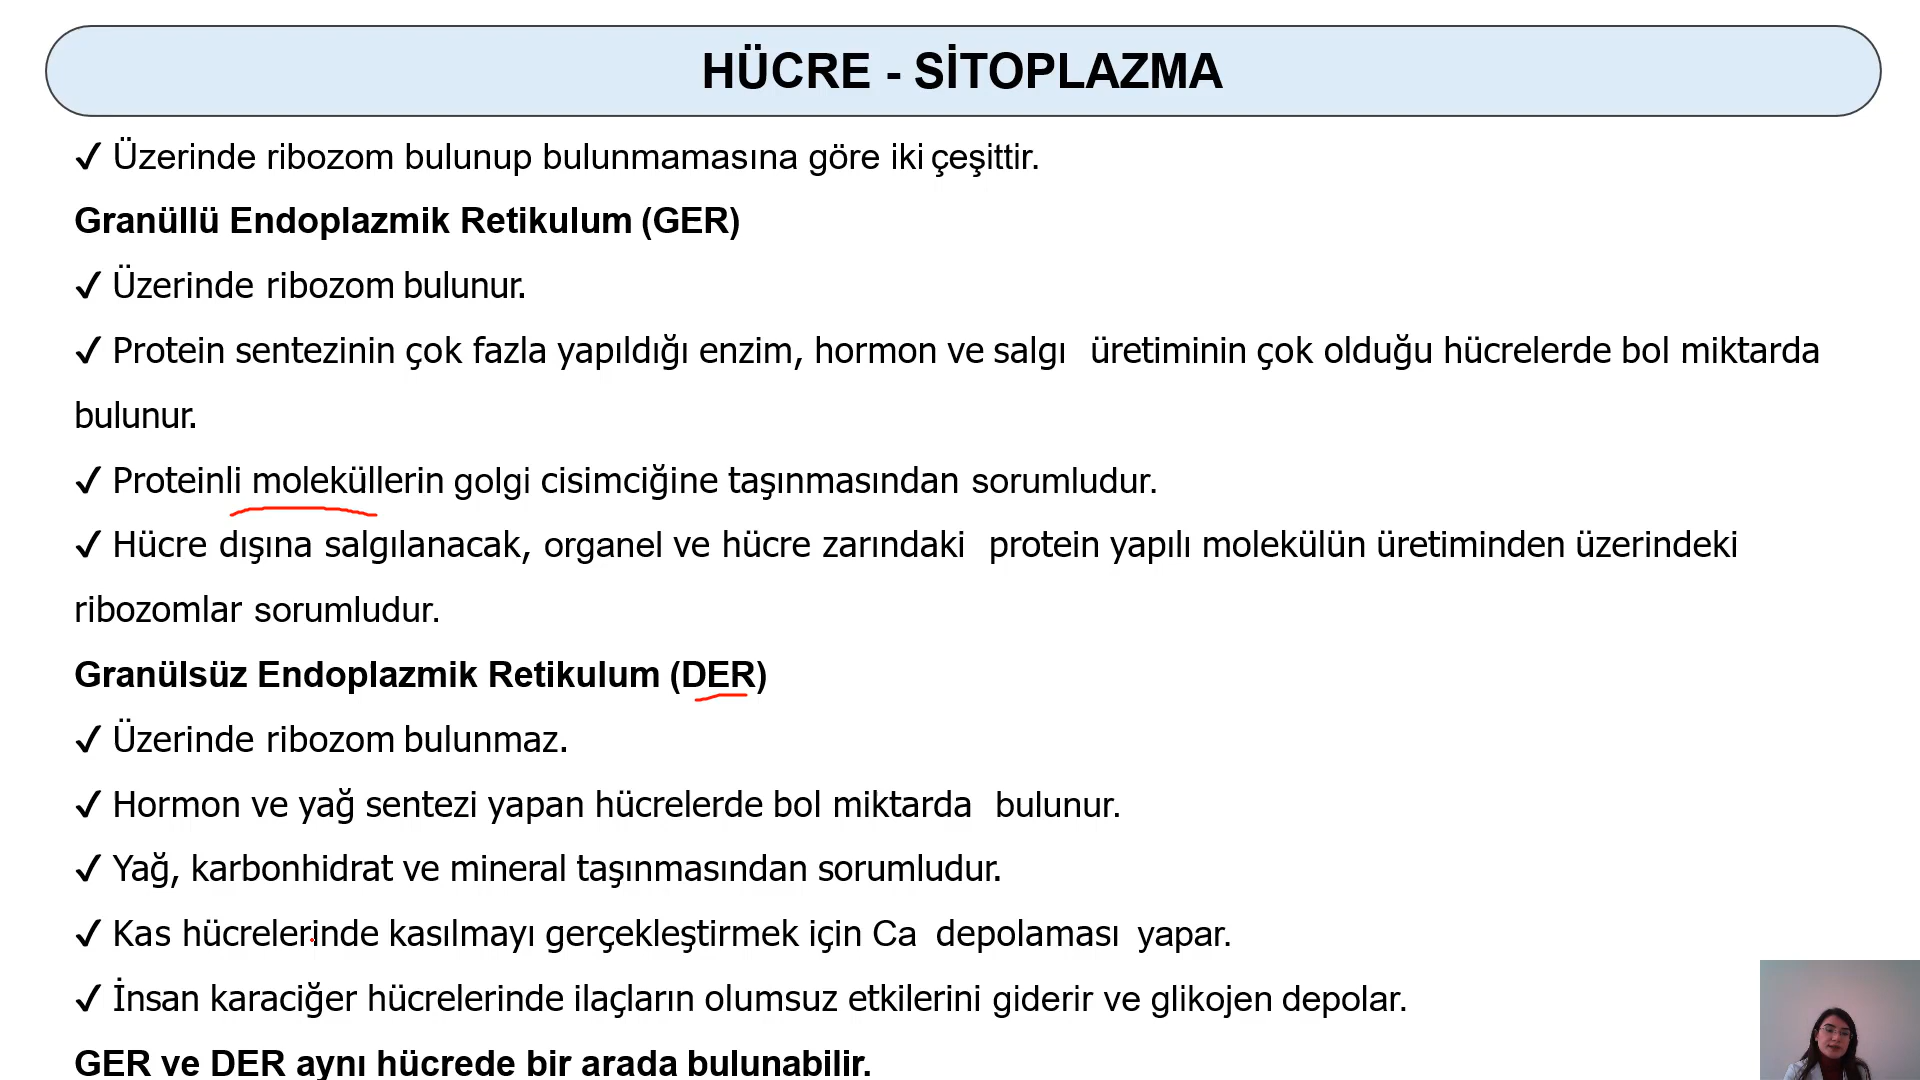 HÜCRE - SİTOPLAZMA
✔ Üzerinde ribozom bulunup bulunmamasına göre iki çeşittir.
Granüllü Endoplazmik Retikulum (GER)
✔ Üzerinde ribozom bulunur.
✔ Protein sentezinin çok fazla yapıldığı enzim, hormon ve salgı üretiminin çok olduğu hücrelerde bol miktarda
bulunur.
✔ Proteinli moleküllerin golgi cisimciğine taşınmasından sorumludur.
✔ Hücre dışına salgılanacak, organel ve hücre zarındaki protein yapılı molekülün üretiminden üzerindeki
ribozomlar sorumludur.
Granülsüz Endoplazmik Retikulum (DER)
✔ Üzerinde ribozom bulunmaz.
✔ Hormon ve yağ sentezi yapan hücrelerde bol miktarda bulunur.
✔ Yağ, karbonhidrat ve mineral taşınmasından sorumludur.
✔ Kas hücrelerinde kasılmayı gerçekleştirmek için Ca depolaması yapar.
✔ İnsan karaciğer hücrelerinde ilaçların olumsuz etkilerini giderir ve glikojen depolar.
GER ve DER aynı hücrede bir arada bulunabilir.